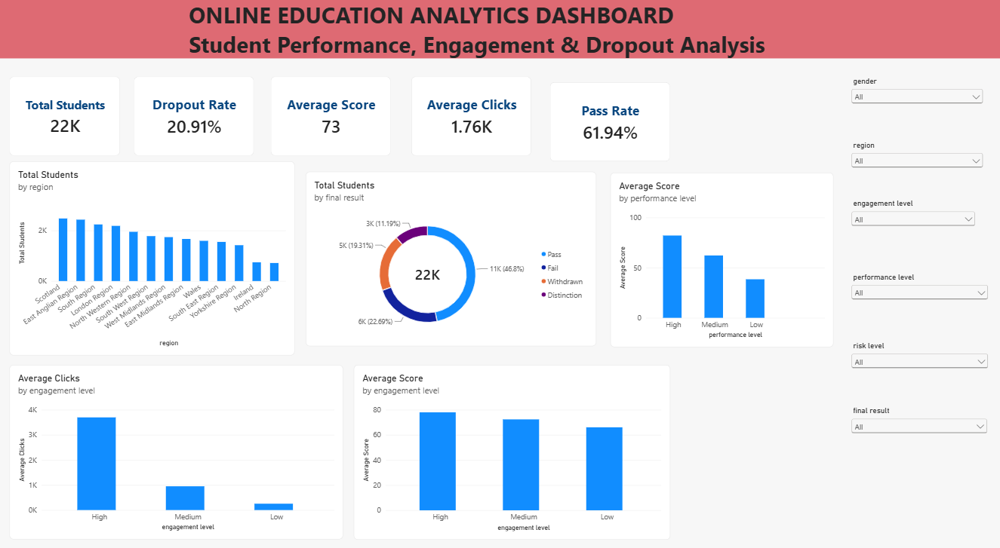 ONLINE EDUCATION ANALYTICS DASHBOARD
Student Performance, Engagement & Dropout Analysis
Total Students
22K
Dropout Rate
20.91%
Average Score
73
Average Clicks
1.76K
Pass Rate
61.94%
gender
All
region
All
engagement level
All
performance level
All
risk level
All
final result
All
Total Students
by region
Total Students
2K
0K
Scotland
East Anglian Region
South Region
London Region
North Western Region
South West Region
West Midlands Region
East Midlands Region
Wales
South East Region
Yorkshire Region
Ireland
North Region
region
Total Students
by final result
3K (11.19%)
5K (19.31%)
22K
11K (46.8%)
6K (22.69%)
Pass
Fail
Withdrawn
Distinction
Average Score
by performance level
Average Score
100
50
0
High
Medium
Low
performance level
Average Clicks
by engagement level
Average Clicks
4K
3K
2K
1K
0K
High
Medium
Low
engagement level
Average Score
by engagement level
Average Score
80
60
40
20
0
High
Medium
Low
engagement level